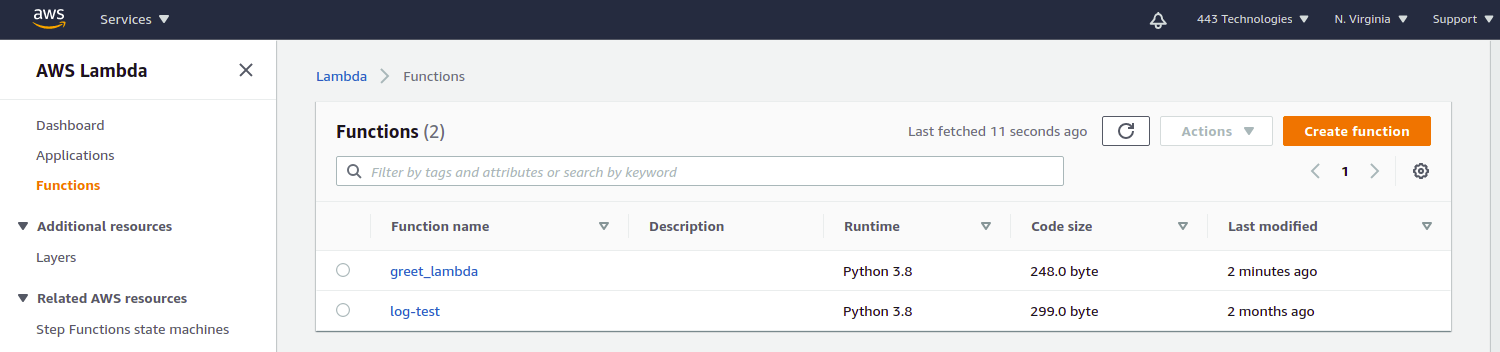 aws Services 443 Technologies N. Virginia Support
AWS Lambda
Dashboard
Applications
Functions
Additional resources
Layers
Related AWS resources
Step Functions state machines
Lambda Functions
Functions (2) Last fetched 11 seconds ago Actions Create function
Filter by tags and attributes or search by keyword 1
Function name Description Runtime Code size Last modified
greet_lambda Python 3.8 248.0 byte 2 minutes ago
log-test Python 3.8 299.0 byte 2 months ago